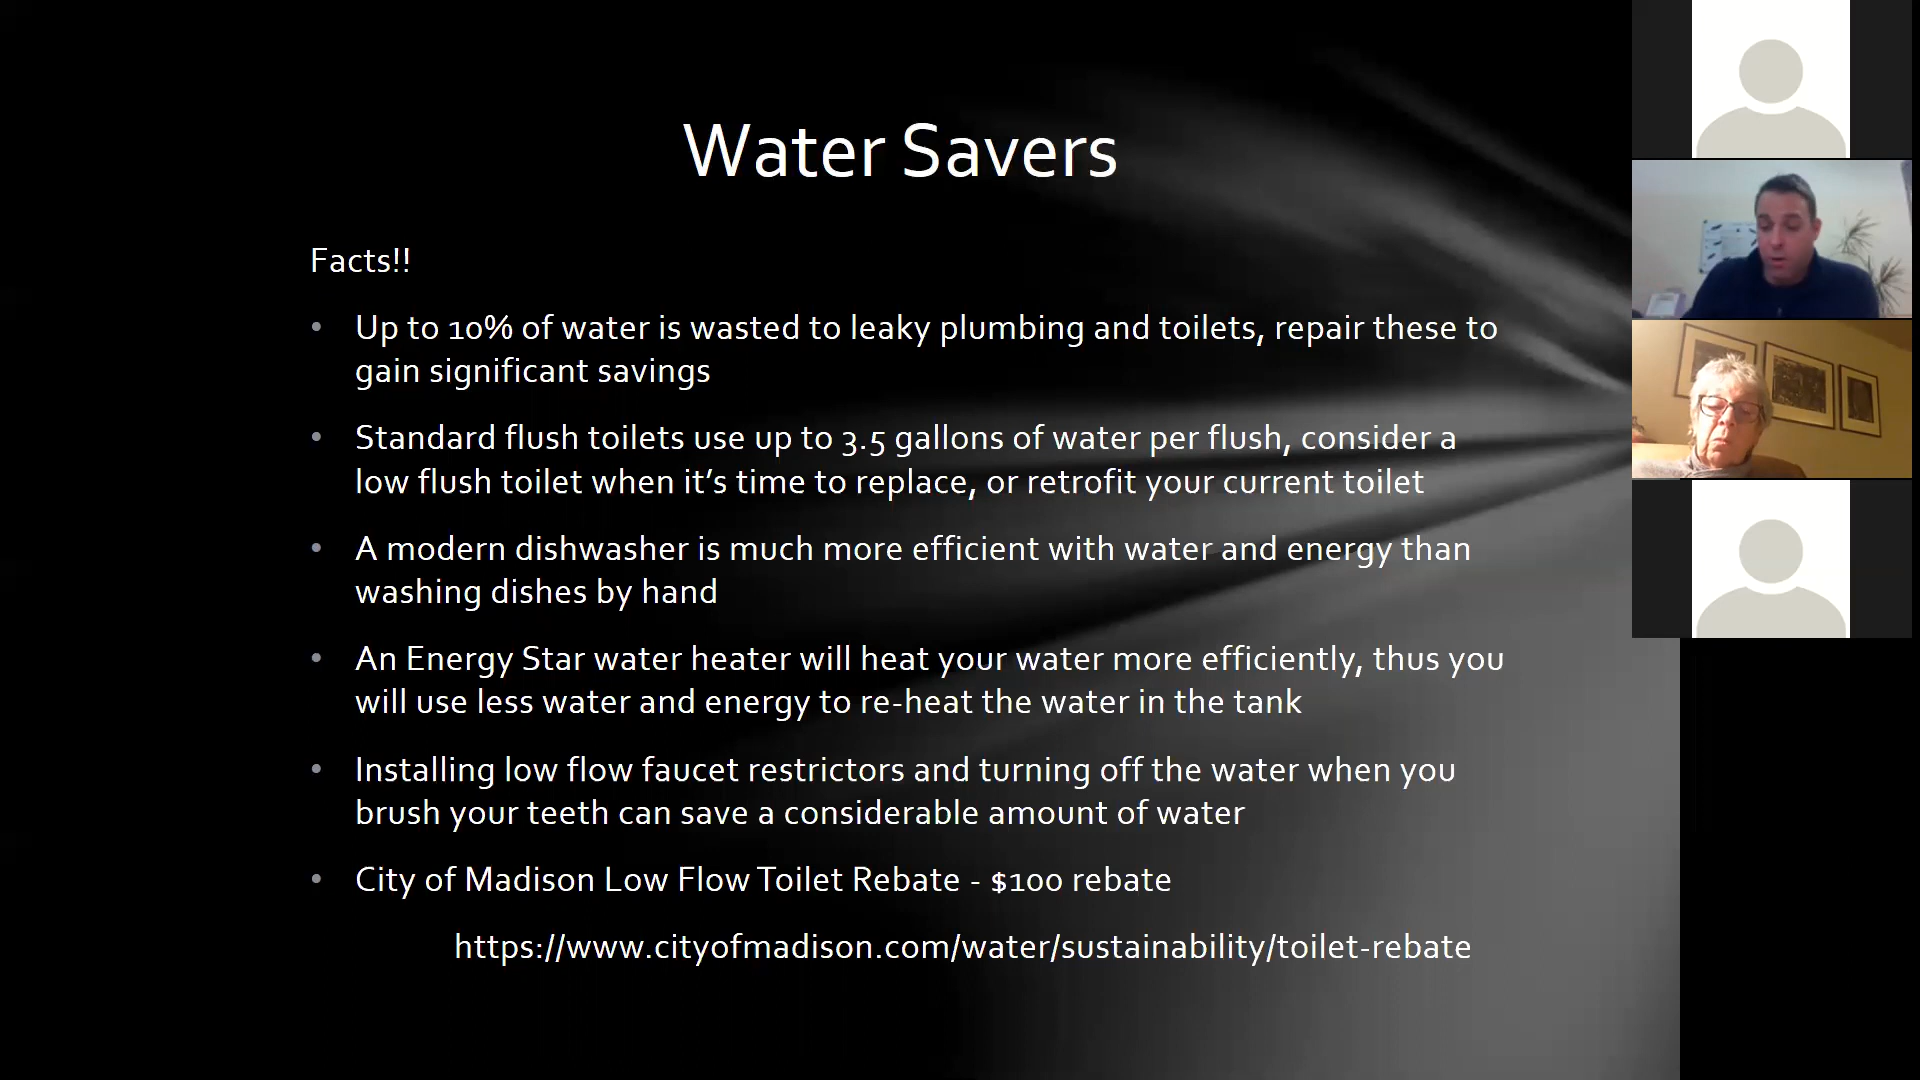 Water Savers
Facts!!
• Up to 10% of water is wasted to leaky plumbing and toilets, repair these to
gain significant savings
• Standard flush toilets use up to 3.5 gallons of water per flush, consider a
low flush toilet when it’s time to replace, or retrofit your current toilet
• A modern dishwasher is much more efficient with water and energy than
washing dishes by hand
• An Energy Star water heater will heat your water more efficiently, thus you
will use less water and energy to re-heat the water in the tank
• Installing low flow faucet restrictors and turning off the water when you
brush your teeth can save a considerable amount of water
• City of Madison Low Flow Toilet Rebate - $100 rebate
https://www.cityofmadison.com/water/sustainability/toilet-rebate